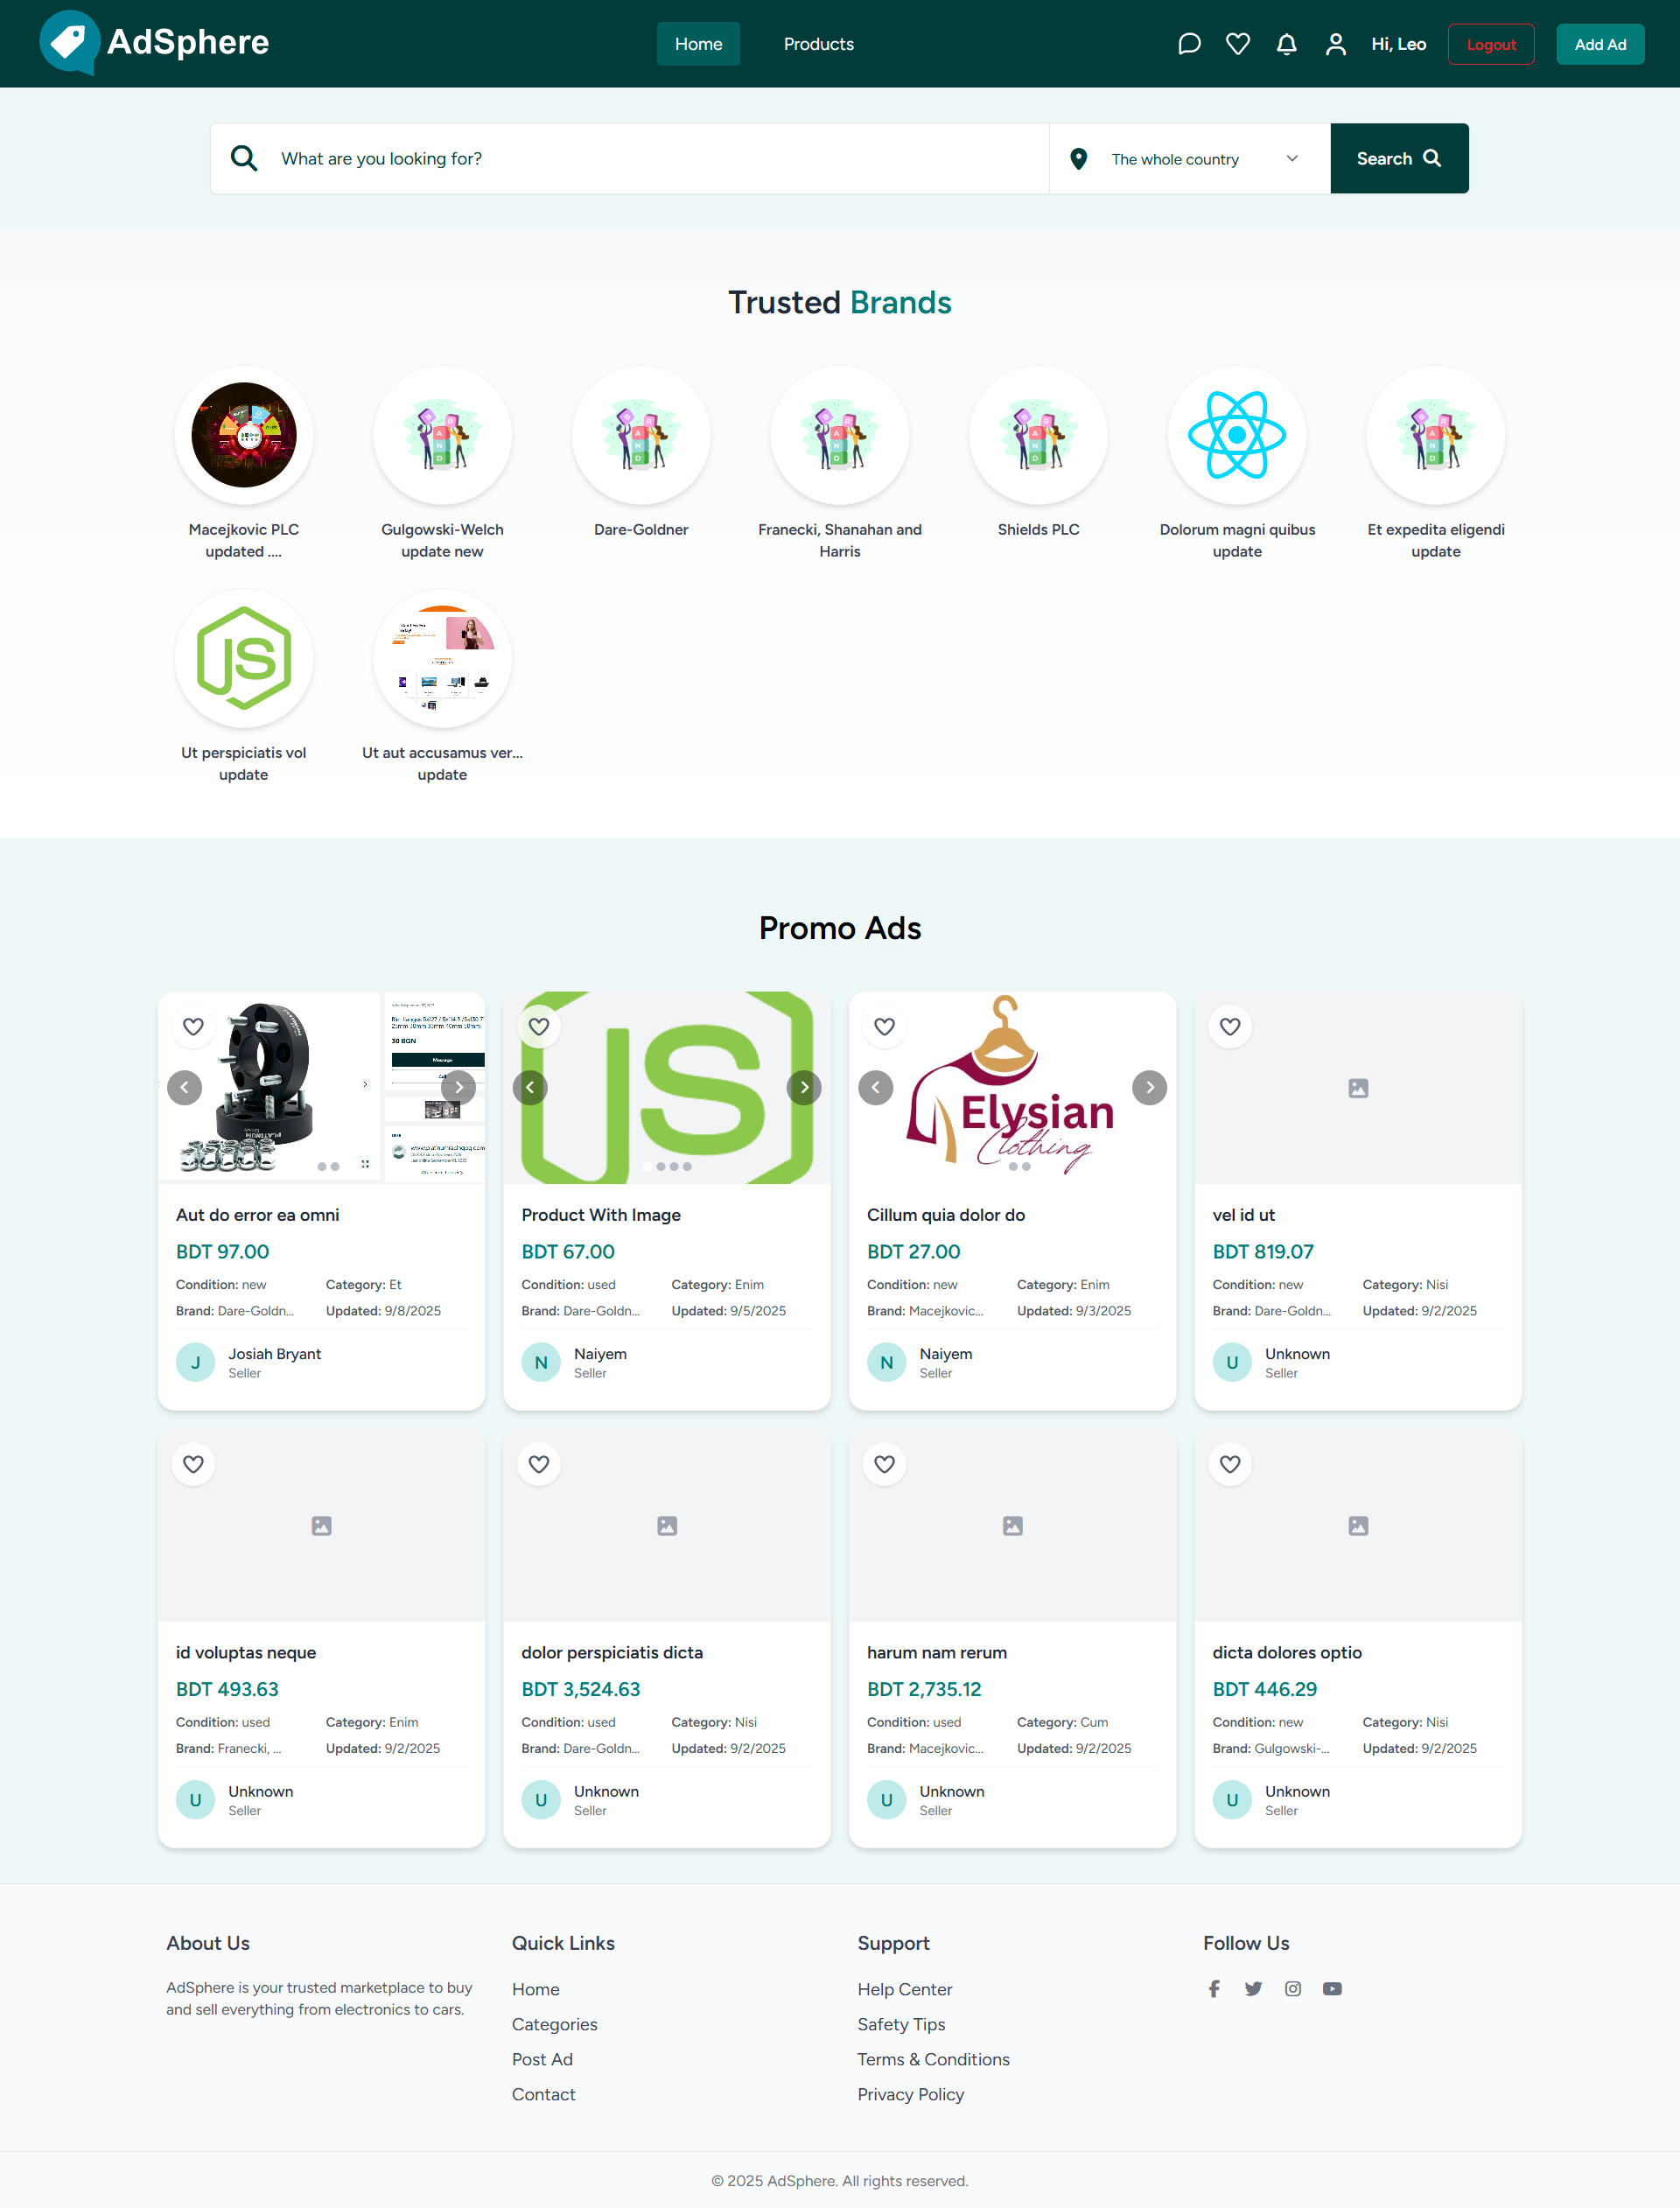 AdSphere
Home
Products
Hi, Leo
Logout
Add Ad
What are you looking for?
The whole country
Search
Trusted Brands
Macejkovic PLC
updated ....
Gulgowski-Welch
update new
Dare-Goldner
Franecki, Shanahan and
Harris
Shields PLC
Dolorum magni quibus
update
Et expedita eligendi
update
JS
Ut perspiciatis vol
update
Ut aut accusamus ver...
update
Promo Ads
30 BGN
Message
JS
Elysian
Clothing
Aut do error ea omni
BDT 97.00
Condition: new
Category: Et
Brand: Dare-Goldn...
Updated: 9/8/2025
J
Josiah Bryant
Seller
Product With Image
BDT 67.00
Condition: used
Category: Enim
Brand: Dare-Goldn...
Updated: 9/5/2025
N
Naiyem
Seller
Cillum quia dolor do
BDT 27.00
Condition: new
Category: Enim
Brand: Macejkovic...
Updated: 9/3/2025
N
Naiyem
Seller
vel id ut
BDT 819.07
Condition: new
Category: Nisi
Brand: Dare-Goldn...
Updated: 9/2/2025
U
Unknown
Seller
id voluptas neque
BDT 493.63
Condition: used
Category: Enim
Brand: Franecki, ...
Updated: 9/2/2025
U
Unknown
Seller
dolor perspiciatis dicta
BDT 3,524.63
Condition: used
Category: Nisi
Brand: Dare-Goldn...
Updated: 9/2/2025
U
Unknown
Seller
harum nam rerum
BDT 2,735.12
Condition: used
Category: Cum
Brand: Macejkovic...
Updated: 9/2/2025
U
Unknown
Seller
dicta dolores optio
BDT 446.29
Condition: new
Category: Nisi
Brand: Gulgowski-...
Updated: 9/2/2025
U
Unknown
Seller
About Us
AdSphere is your trusted marketplace to buy
and sell everything from electronics to cars.
Quick Links
Home
Categories
Post Ad
Contact
Support
Help Center
Safety Tips
Terms & Conditions
Privacy Policy
Follow Us
© 2025 AdSphere. All rights reserved.